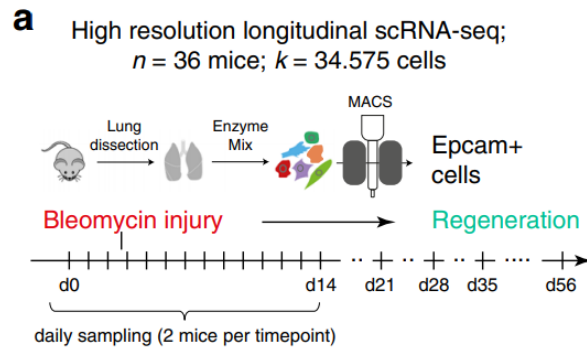 a
High resolution longitudinal scRNA-seq;
n = 36 mice; k = 34.575 cells
Lung
dissection
Enzyme
Mix
MACS
Epcam+
cells
Bleomycin injury
Regeneration
d0
d14
d21
d28
d35
d56
daily sampling (2 mice per timepoint)